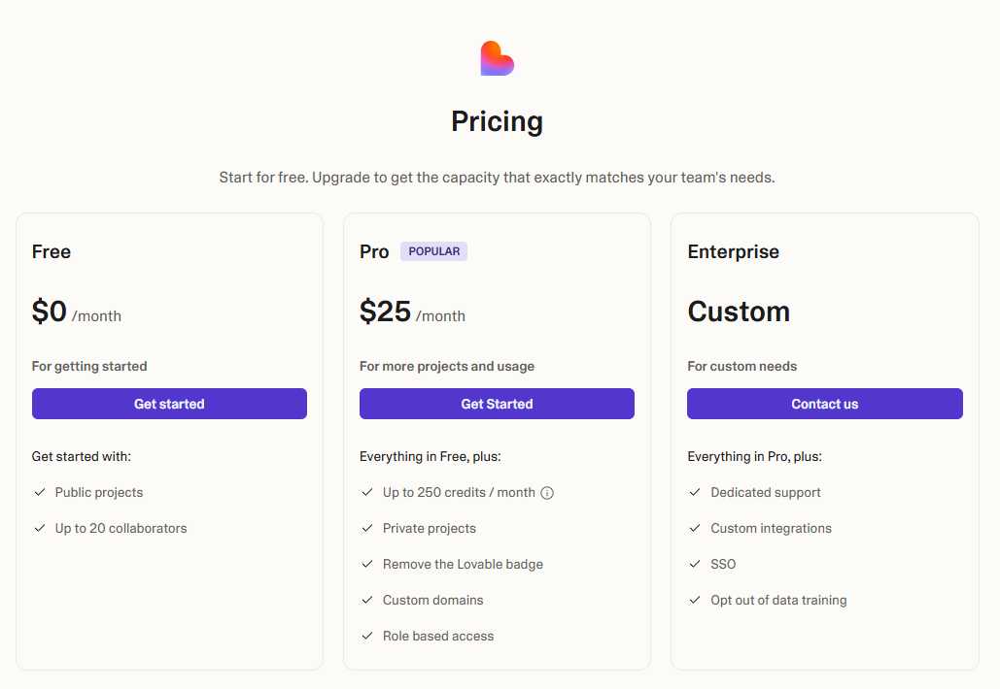 Pricing
Start for free. Upgrade to get the capacity that exactly matches your team's needs.
Free
$0 /month
For getting started
Get started
Get started with:
Public projects
Up to 20 collaborators
Pro POPULAR
$25 /month
For more projects and usage
Get Started
Everything in Free, plus:
Up to 250 credits / month
Private projects
Remove the Lovable badge
Custom domains
Role based access
Enterprise
Custom
For custom needs
Contact us
Everything in Pro, plus:
Dedicated support
Custom integrations
SSO
Opt out of data training